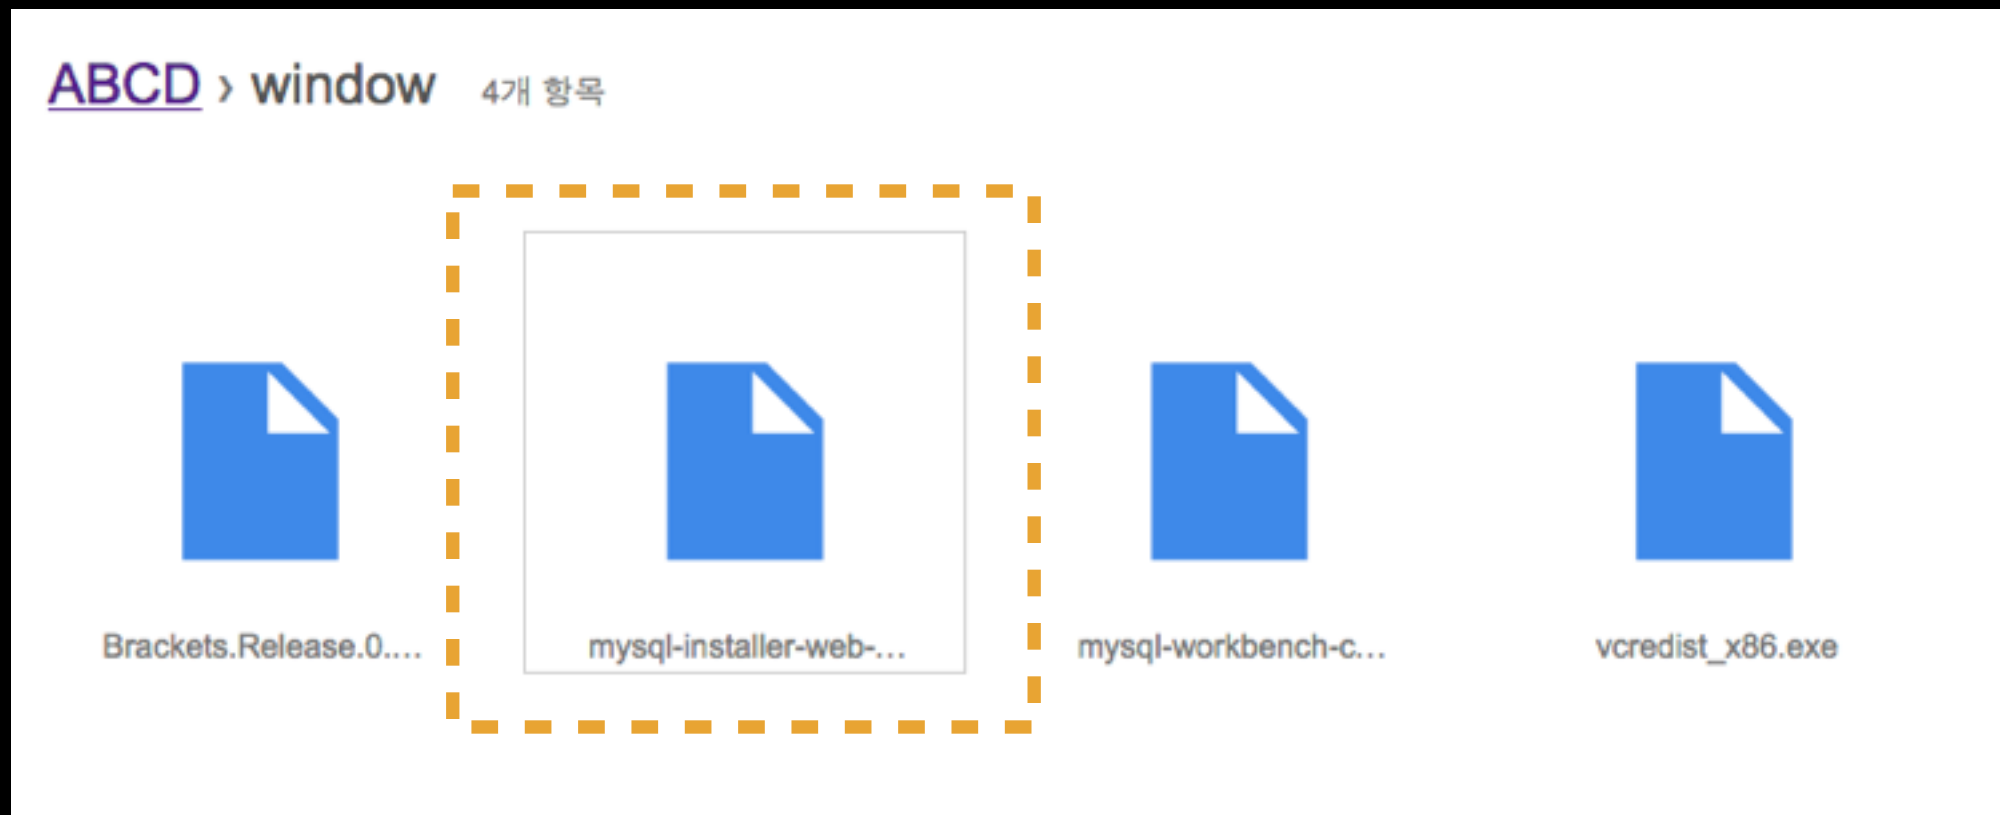 ABCD › window 4개 항목
Brackets.Release.0.... mysql-installer-web-... mysql-workbench-c... vcredist_x86.exe